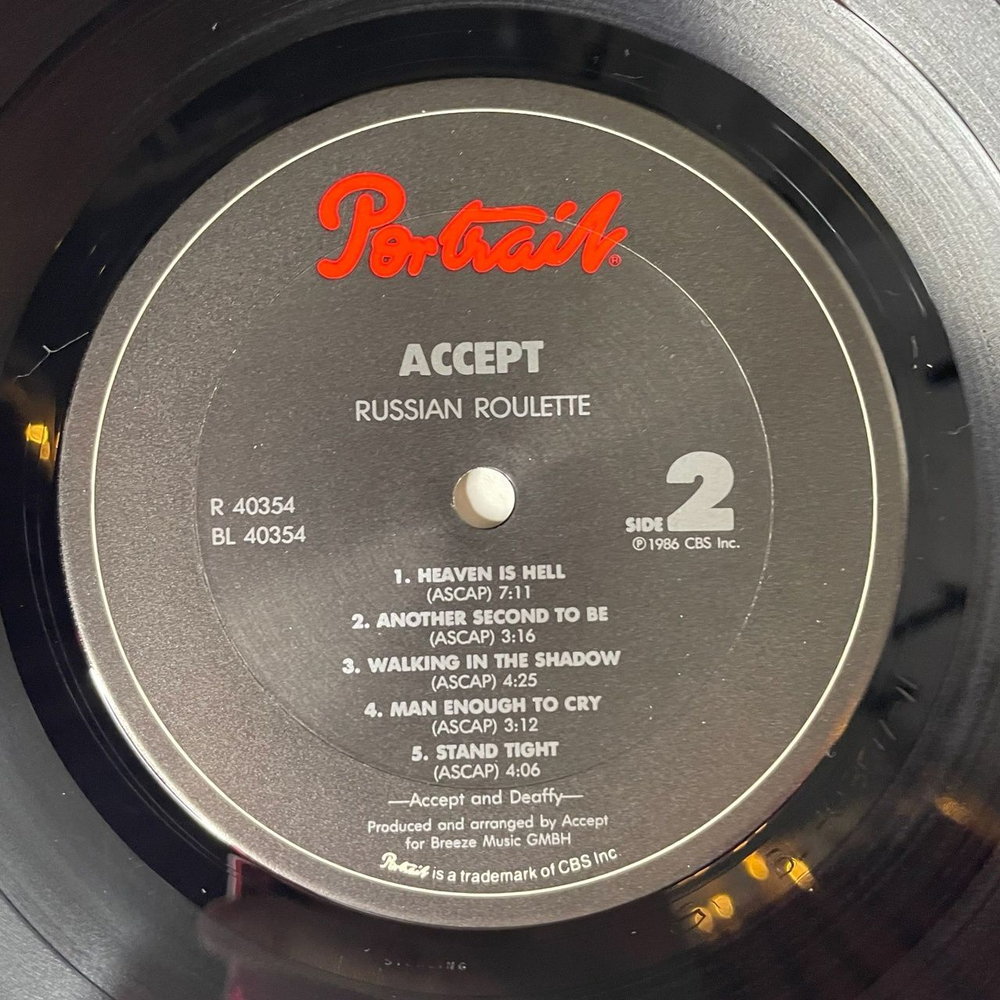 Portrait®
ACCEPT
RUSSIAN ROULETTE
R 40354
BL 40354
SIDE 2
℗1986 CBS Inc.
1. HEAVEN IS HELL
(ASCAP) 7:11
2. ANOTHER SECOND TO BE
(ASCAP) 3:16
3. WALKING IN THE SHADOW
(ASCAP) 4:25
4. MAN ENOUGH TO CRY
(ASCAP) 3:12
5. STAND TIGHT
(ASCAP) 4:06
—Accept and Deaffy—
Produced and arranged by Accept
for Breeze Music GMBH
Portrait is a trademark of CBS Inc.
STERLING